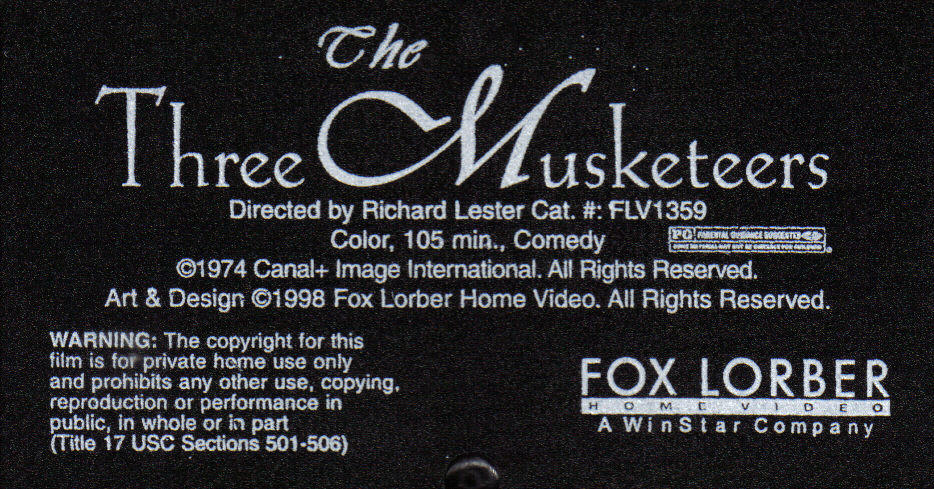 The
Three Musketeers
Directed by Richard Lester Cat. #: FLV1359
Color, 105 min., Comedy
PG PARENTAL GUIDANCE SUGGESTED
©1974 Canal+ Image International. All Rights Reserved.
Art & Design ©1998 Fox Lorber Home Video. All Rights Reserved.
WARNING: The copyright for this
film is for private home use only
and prohibits any other use, copying,
reproduction or performance in
public, in whole or in part
(Title 17 USC Sections 501-506)
FOX LORBER
HOME VIDEO
A WinStar Company